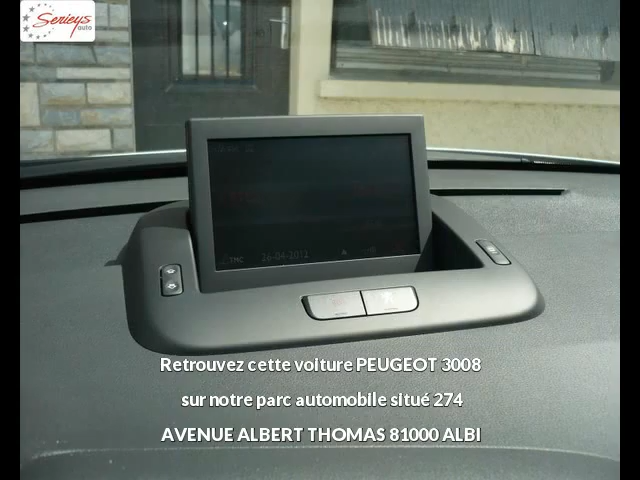 Serieys
auto
TMC 26-04-2013
Retrouvez cette voiture PEUGEOT 3008
sur notre parc automobile situé 274
AVENUE ALBERT THOMAS 81000 ALBI